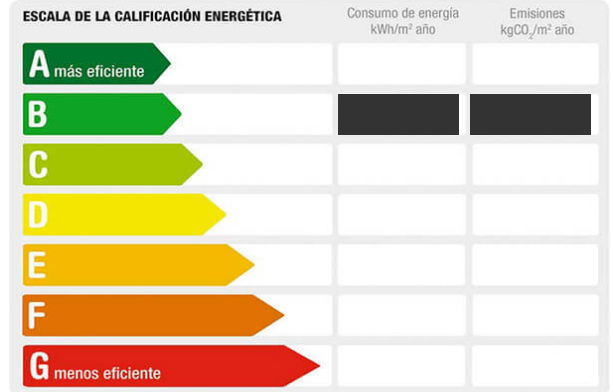 ESCALA DE LA CALIFICACIÓN ENERGÉTICA
Consumo de energía
kWh/m² año
Emisiones
kgCO₂/m² año
A más eficiente
B
C
D
E
F
G menos eficiente